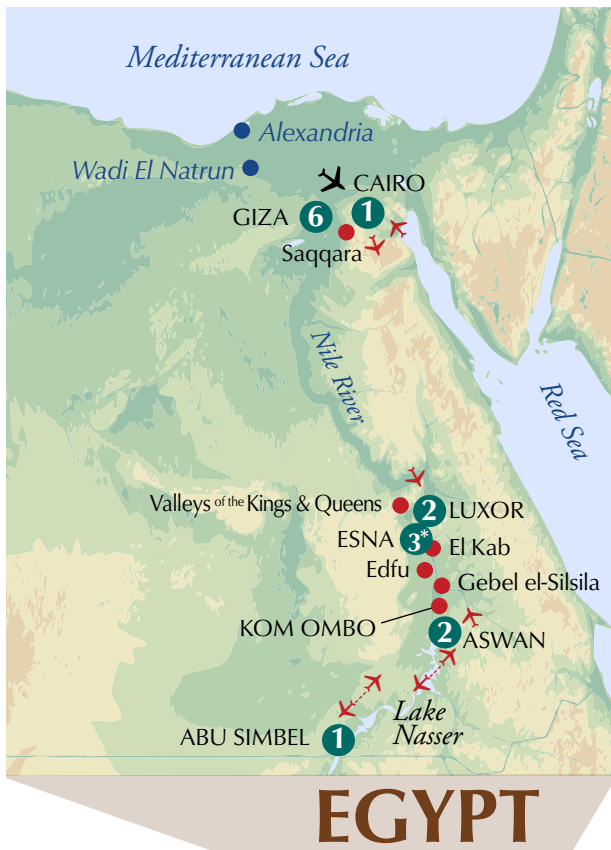 Mediterranean Sea
Alexandria
Wadi El Natrun
CAIRO
GIZA 6 1
Saqqara
Nile River
Red Sea
Valleys of the Kings & Queens
2 LUXOR
ESNA 3*
El Kab
Edfu
Gebel el-Silsila
KOM OMBO
2 ASWAN
Lake
Nasser
ABU SIMBEL 1
EGYPT